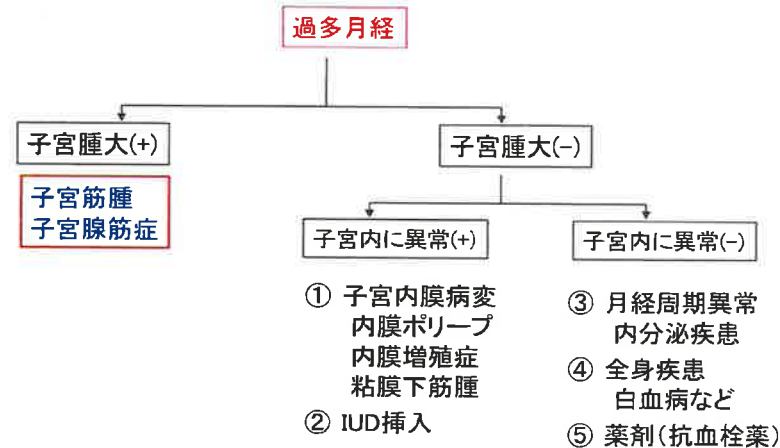 過多月経
子宮腫大(+)
子宮腫大(−)
子宮筋腫
子宮腺筋症
子宮内に異常(+)
子宮内に異常(−)
① 子宮内膜病変
内膜ポリープ
内膜増殖症
粘膜下筋腫
② IUD挿入
③ 月経周期異常
内分泌疾患
④ 全身疾患
白血病など
⑤ 薬剤(抗血栓薬)